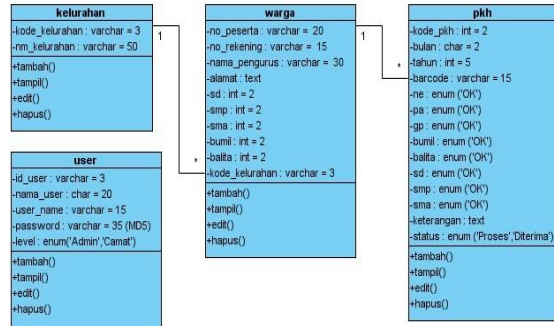 kelurahan
-kode_kelurahan : varchar = 3
-nm_kelurahan : varchar = 50
+tambah()
+tampil()
+edit()
+hapus()
1
*
user
-id_user : varchar = 3
-nama_user : char = 20
-user_name : varchar = 15
-password : varchar = 35 (MD5)
-level : enum('Admin','Camat')
+tambah()
+tampil()
+edit()
+hapus()
warga
-no_peserta : varchar = 20
-no_rekening : varchar = 15
-nama_pengurus : varchar = 30
-alamat : text
-sd : int = 2
-smp : int = 2
-sma : int = 2
-bumil : int = 2
-balita : int = 2
-kode_kelurahan : varchar = 3
+tambah()
+tampil()
+edit()
+hapus()
1
*
pkh
-kode_pkh : int = 2
-bulan : char = 2
-tahun : int = 5
-barcode : varchar = 15
-ne : enum ('OK')
-pa : enum ('OK')
-gp : enum ('OK')
-bumil : enum ('OK')
-balita : enum ('OK')
-sd : enum ('OK')
-smp : enum ('OK')
-sma : enum ('OK')
-keterangan : text
-status : enum ('Proses','Diterima')
+tambah()
+tampil()
+edit()
+hapus()